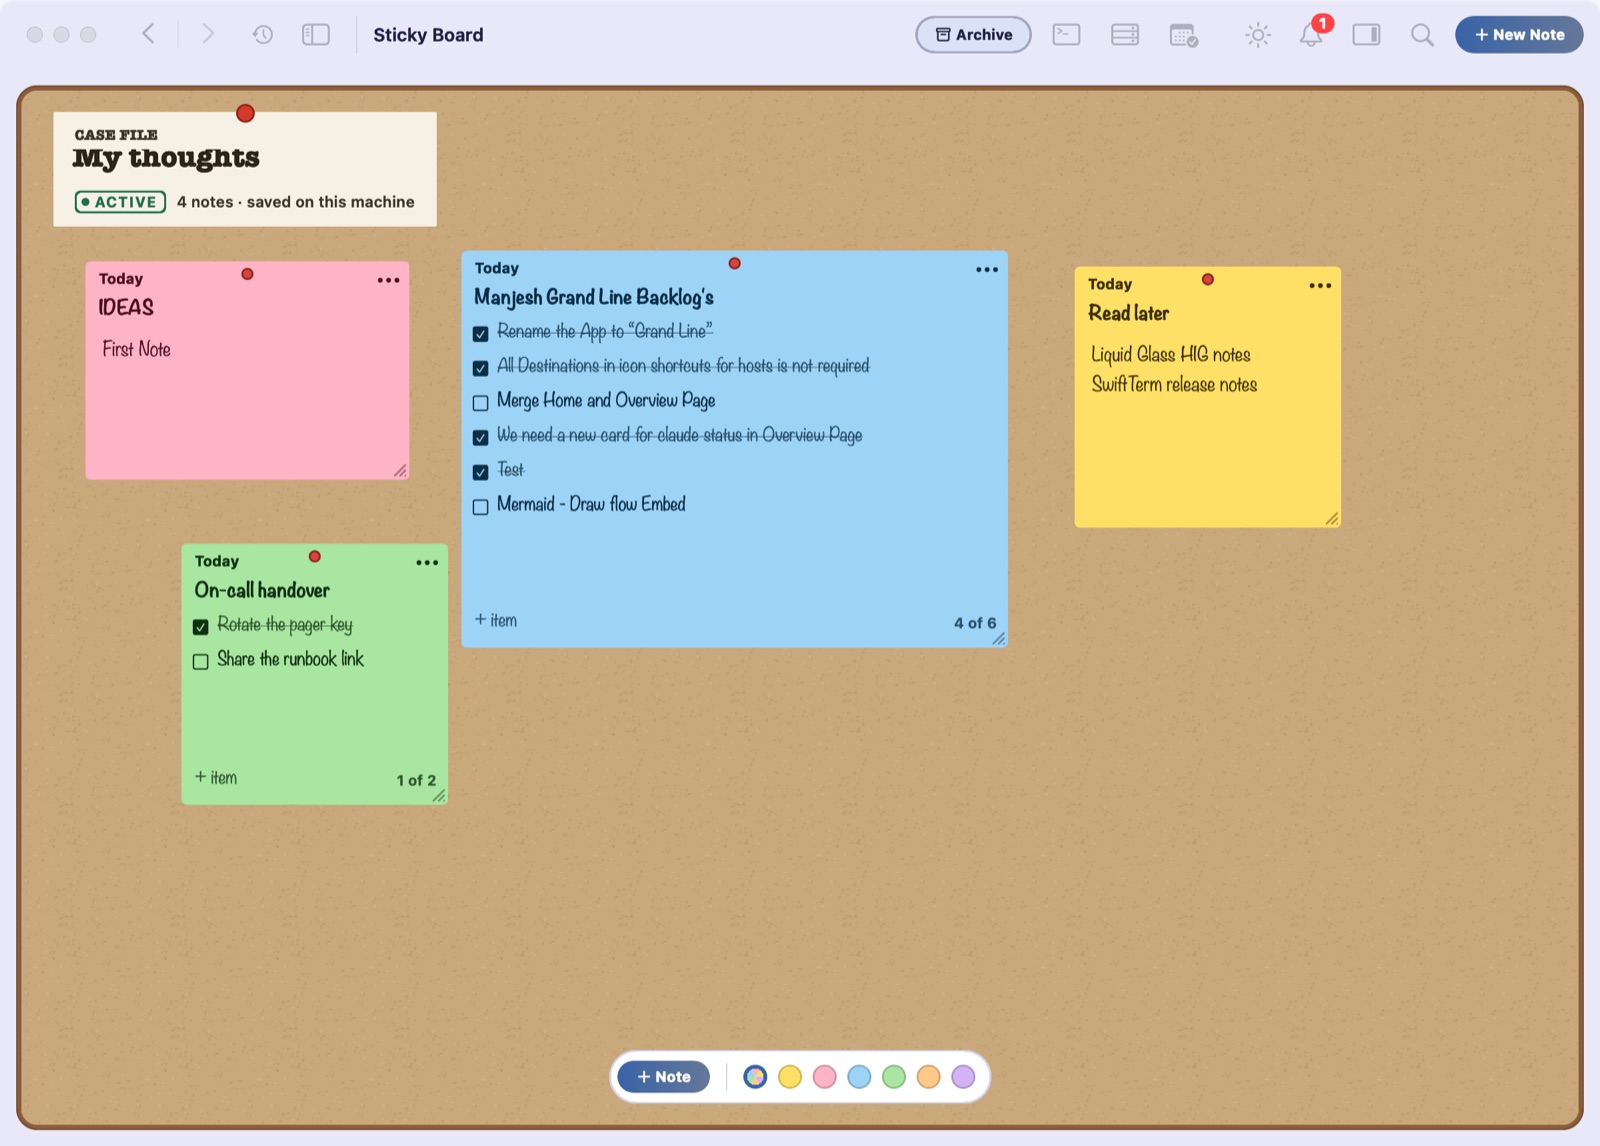 Sticky Board
Archive
1
+ New Note
CASE FILE
My thoughts
ACTIVE
4 notes · saved on this machine
Today
IDEAS
First Note
Today
Manjesh Grand Line Backlog's
Rename the App to “Grand Line”
All Destinations in icon shortcuts for hosts is not required
Merge Home and Overview Page
We need a new card for claude status in Overview Page
Test
Mermaid - Draw flow Embed
+ item
4 of 6
Today
Read later
Liquid Glass HIG notes
SwiftTerm release notes
Today
On-call handover
Rotate the pager key
Share the runbook link
+ item
1 of 2
+ Note